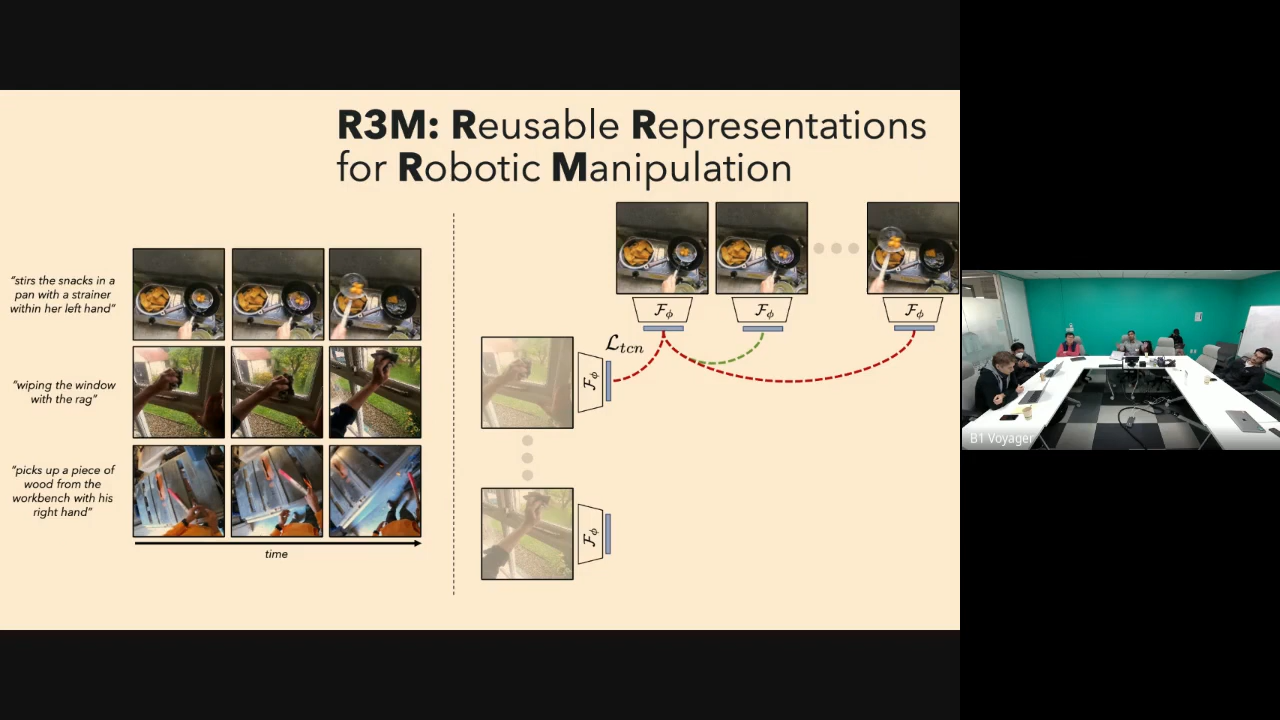 R3M: Reusable Representations
for Robotic Manipulation
"stirs the snacks in a
pan with a strainer
within her left hand"
"wiping the window
with the rag"
"picks up a piece of
wood from the
workbench with his
right hand"
time
𝓕ϕ
𝓕ϕ
𝓕ϕ
𝓛tcn
𝓕ϕ
𝓕ϕ
B1 Voyager